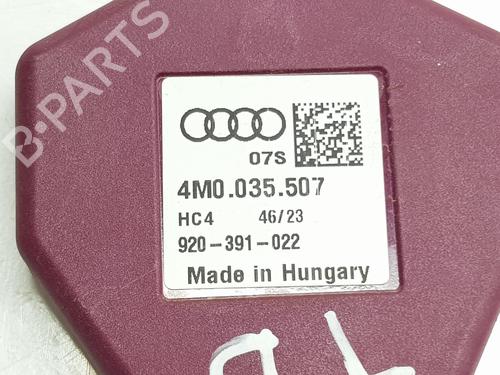 B-PARTS
07S
4M0.035.507
HC4 46/23
920-391-022
Made in Hungary